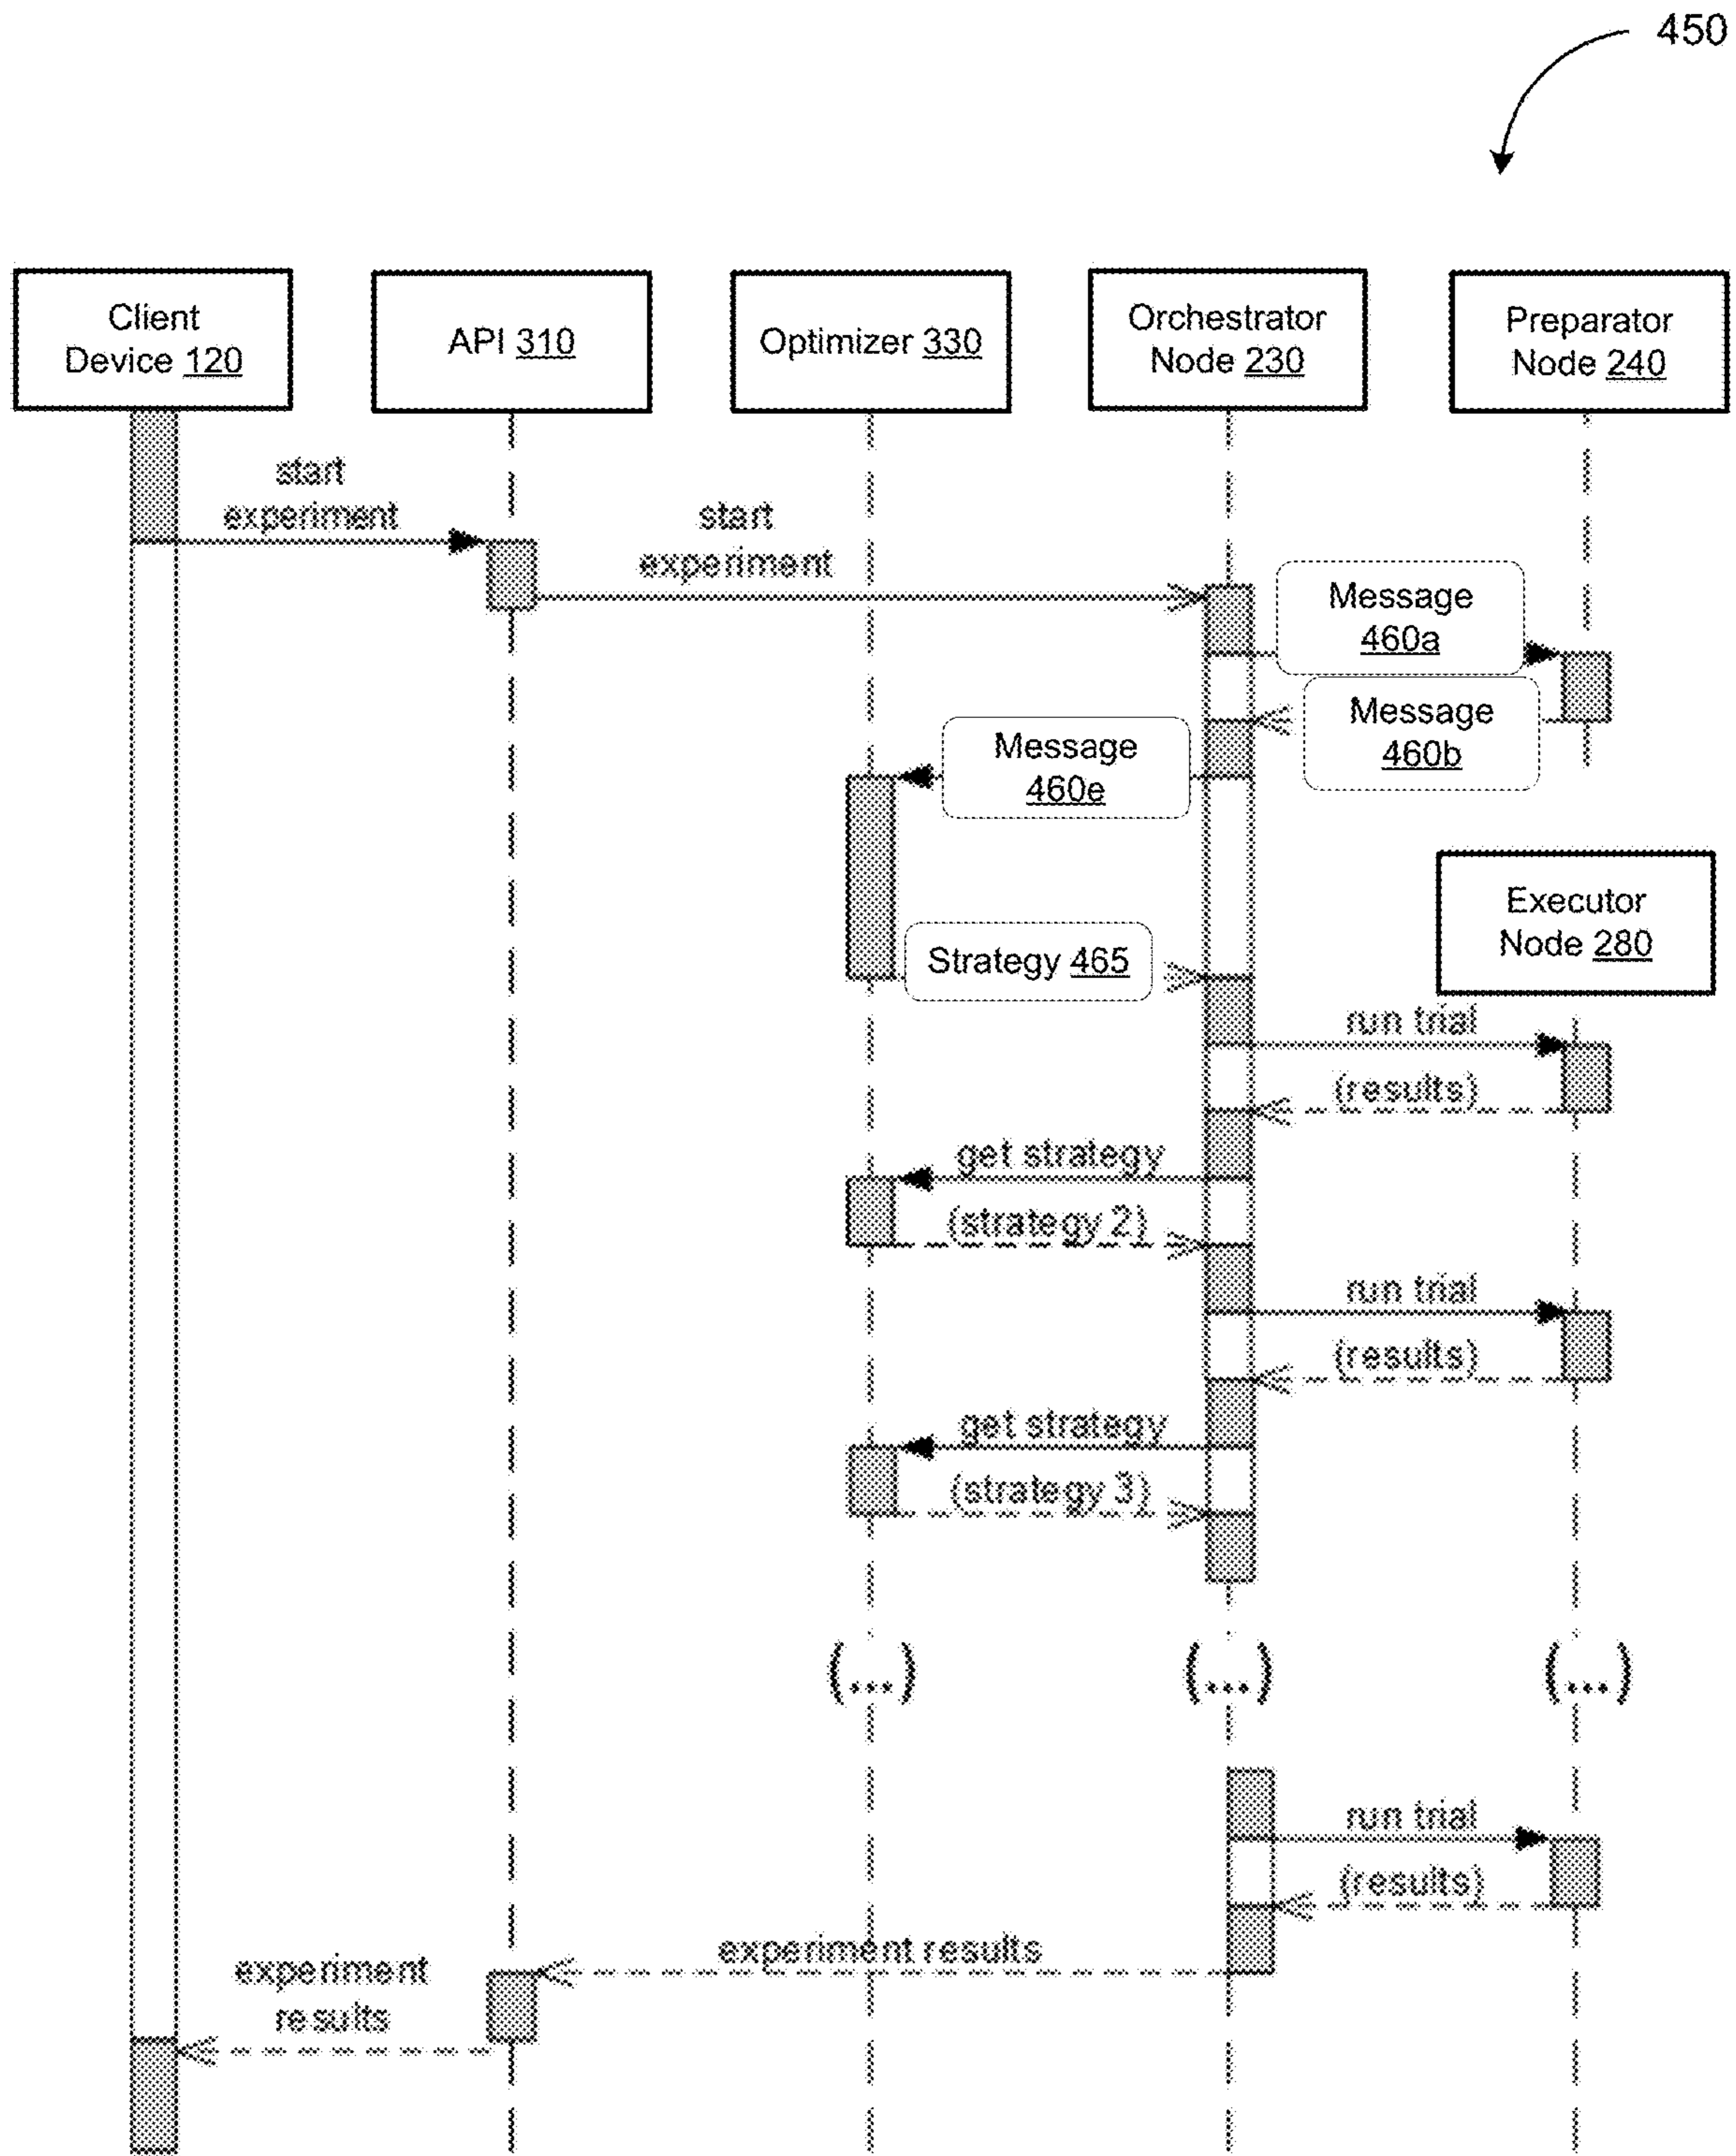 450
Client
Device 120
API 310
Optimizer 330
Orchestrator
Node 230
Preparator
Node 240
start
experiment
start
experiment
Message
460a
Message
460b
Message
460e
Executor
Node 280
Strategy 465
run trial
(results)
get strategy
(strategy 2)
run trial
(results)
get strategy
(strategy 3)
(...)
(...)
(...)
run trial
(results)
experiment results
experiment
results